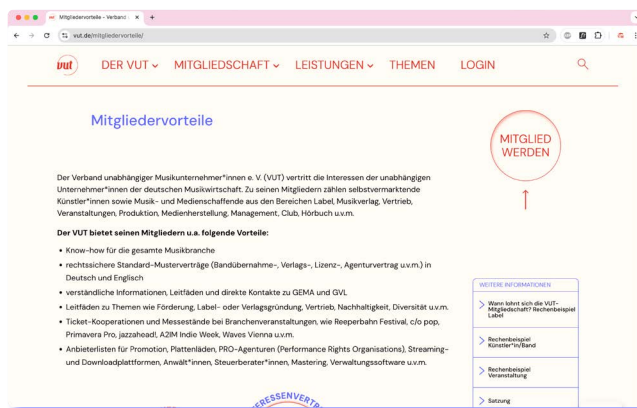 Mitgliedervorteile - Verband
vut.de/mitgliedervorteile/
vut
DER VUT MITGLIEDSCHAFT LEISTUNGEN THEMEN LOGIN
Mitgliedervorteile
MITGLIED
WERDEN
Der Verband unabhängiger Musikunternehmer*innen e. V. (VUT) vertritt die Interessen der unabhängigen
Unternehmer*innen der deutschen Musikwirtschaft. Zu seinen Mitgliedern zählen selbstvermarktende
Künstler*innen sowie Musik- und Medienschaffende aus den Bereichen Label, Musikverlag, Vertrieb,
Veranstaltungen, Produktion, Medienherstellung, Management, Club, Hörbuch u.v.m.
Der VUT bietet seinen Mitgliedern u.a. folgende Vorteile:
• Know-how für die gesamte Musikbranche
• rechtssichere Standard-Musterverträge (Bandübernahme-, Verlags-, Lizenz-, Agenturvertrag u.v.m.) in
Deutsch und Englisch
• verständliche Informationen, Leitfäden und direkte Kontakte zu GEMA und GVL
• Leitfäden zu Themen wie Förderung, Label- oder Verlagsgründung, Vertrieb, Nachhaltigkeit, Diversität u.v.m.
• Ticket-Kooperationen und Messestände bei Branchenveranstaltungen, wie Reeperbahn Festival, c/o pop,
Primavera Pro, jazzahead!, A2IM Indie Week, Waves Vienna u.v.m.
• Anbieterlisten für Promotion, Plattenläden, PRO-Agenturen (Performance Rights Organisations), Streaming-
und Downloadplattformen, Anwält*innen, Steuerberater*innen, Mastering, Verwaltungssoftware u.v.m.
WEITERE INFORMATIONEN
Wann lohnt sich die VUT-
Mitgliedschaft? Rechenbeispiel
Label
Rechenbeispiel
Künstler*in/Band
Rechenbeispiel
Veranstaltung
Satzung